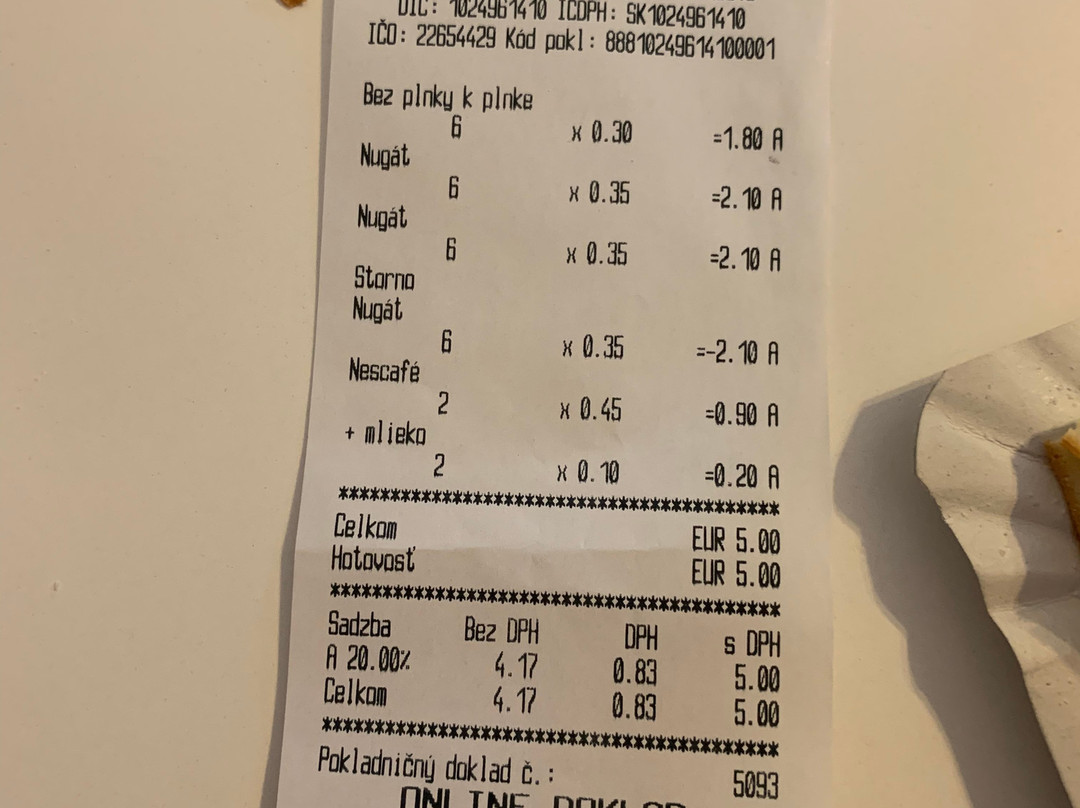 DIČ: 1024961410 ICDPH: SK1024961410
IČO: 22654429 Kód pokl: 88810249614100001
Bez plnky k plnke
6 x 0.30 =1.80 A
Nugát
6 x 0.35 =2.10 A
Nugát
6 x 0.35 =2.10 A
Storno
Nugát
6 x 0.35 =-2.10 A
Nescafé
2 x 0.45 =0.90 A
+ mlieko
2 x 0.10 =0.20 A
*******************************************
Celkom EUR 5.00
Hotovosť EUR 5.00
*******************************************
Sadzba Bez DPH DPH s DPH
A 20.00% 4.17 0.83 5.00
Celkom 4.17 0.83 5.00
*******************************************
Pokladničný doklad č.: 5093
ONLINE DOKLAD